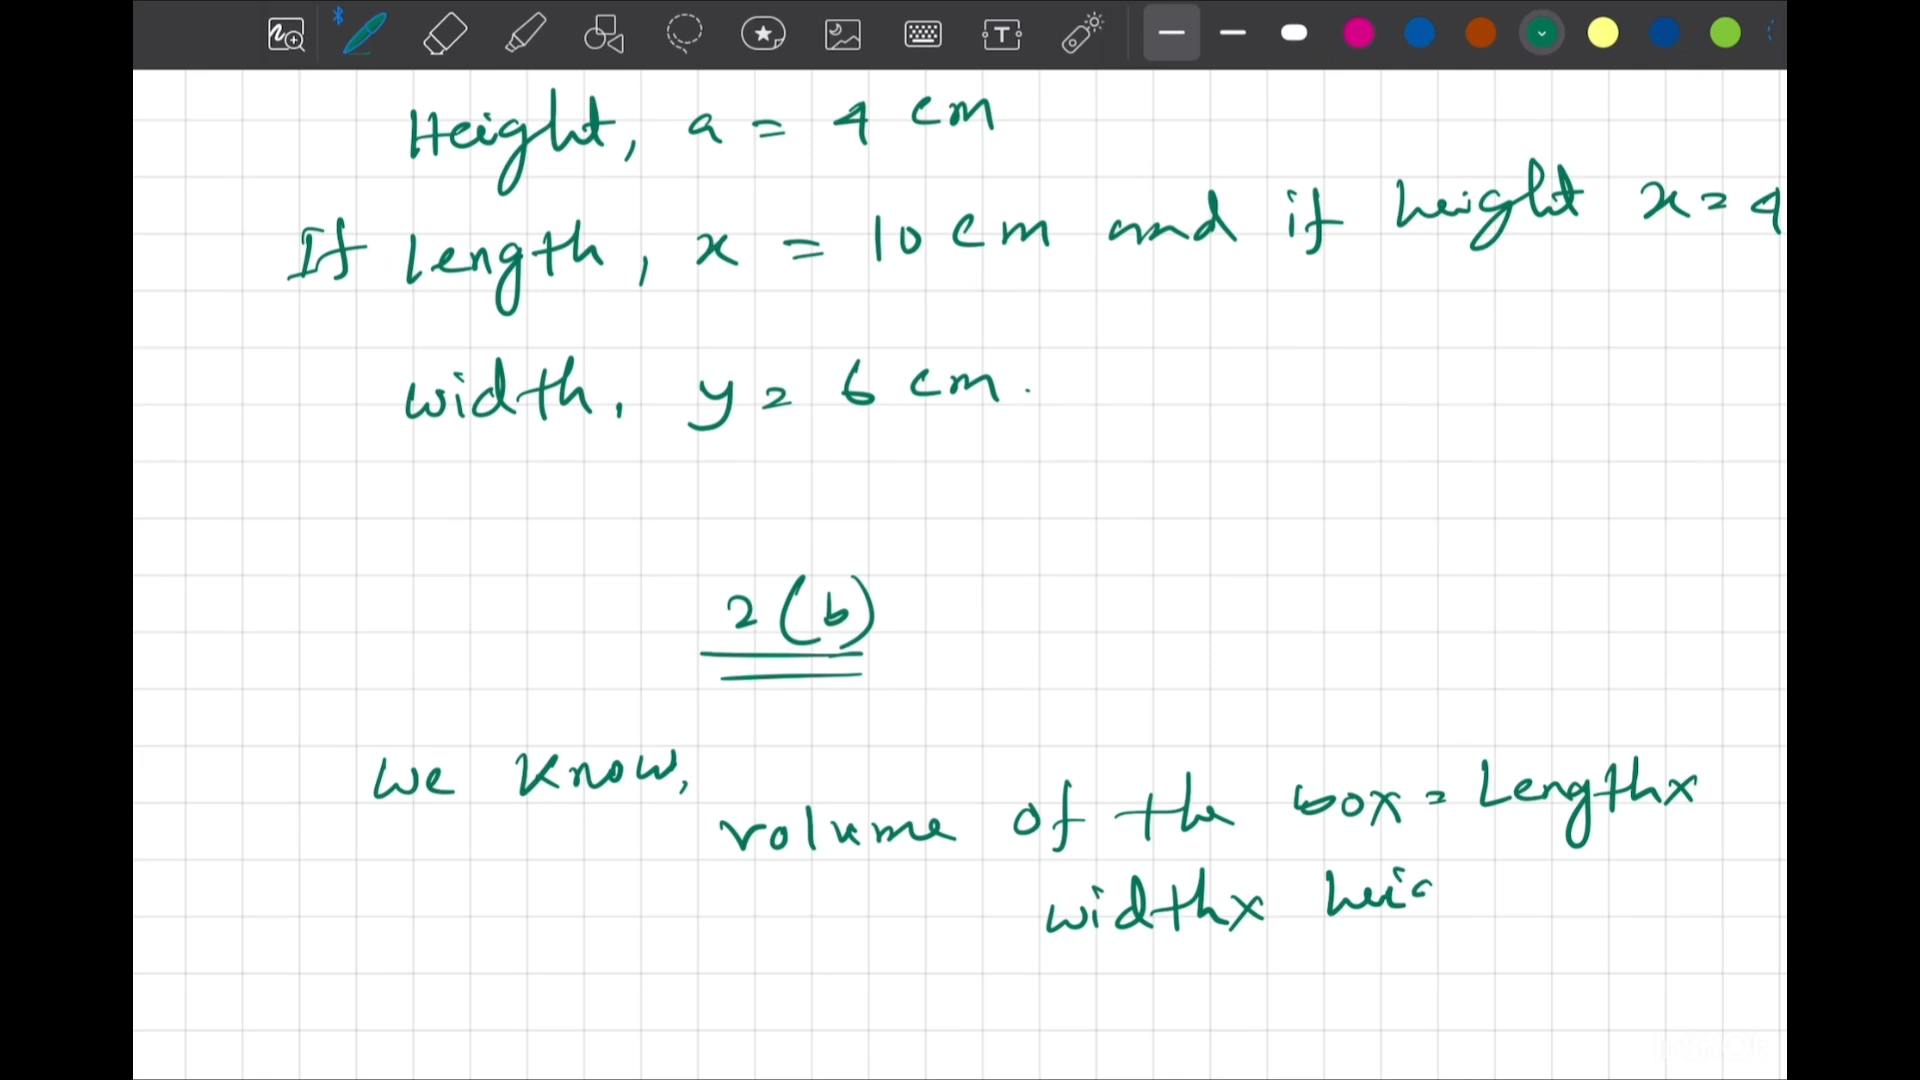 Height, a = 4 cm
If length, x = 10 cm and if height x = 4
width, y = 6 cm.
2 (b)
We know,
volume of the box = Length x
width x heig